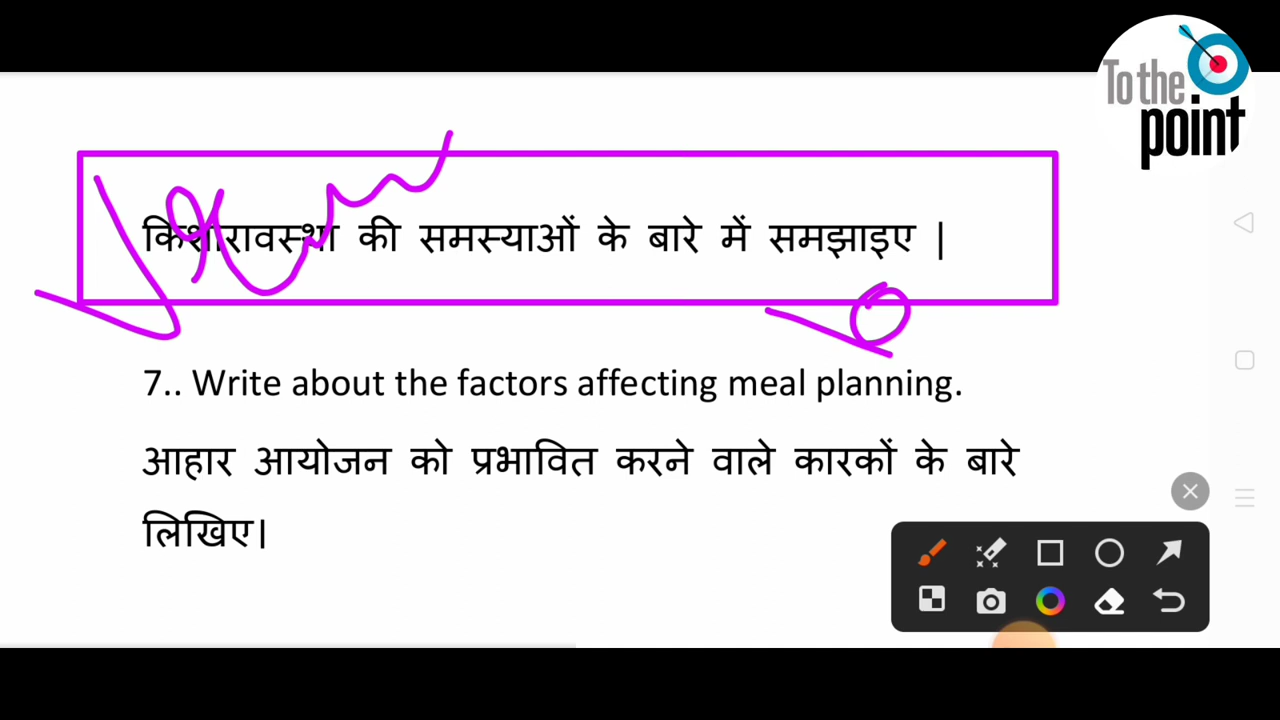 To the
point
किशोरावस्था की समस्याओं के बारे में समझाइए |
7.. Write about the factors affecting meal planning.
आहार आयोजन को प्रभावित करने वाले कारकों के बारे
लिखिए|